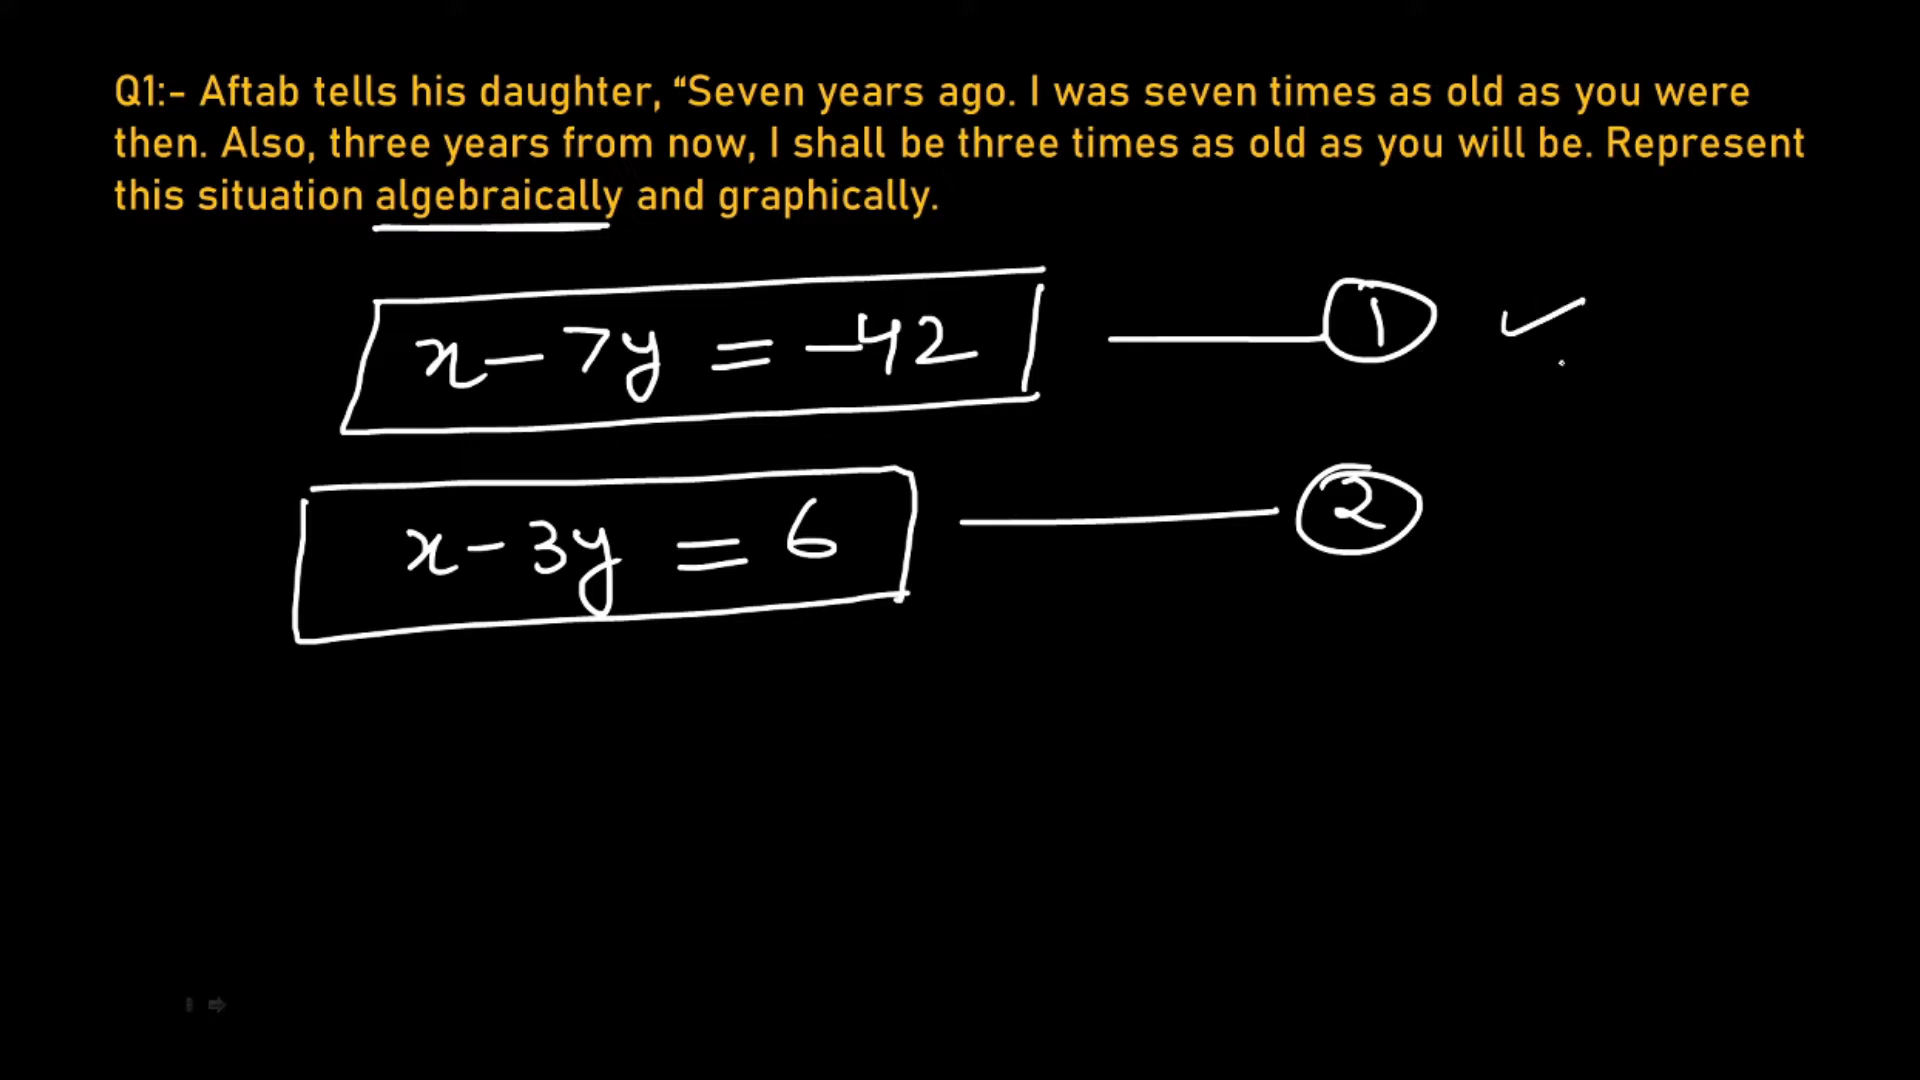 Q1:- Aftab tells his daughter, “Seven years ago. I was seven times as old as you were
then. Also, three years from now, I shall be three times as old as you will be. Represent
this situation algebraically and graphically.
x - 7y = -42 ① ✓
x - 3y = 6 ②